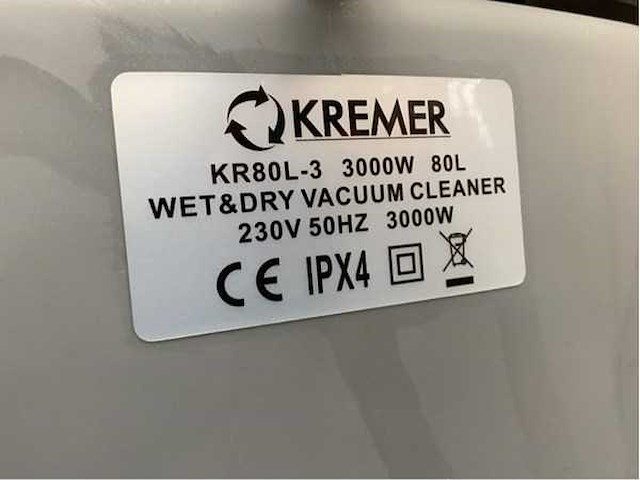 KREMER
KR80L-3 3000W 80L
WET&DRY VACUUM CLEANER
230V 50HZ 3000W
CE IPX4